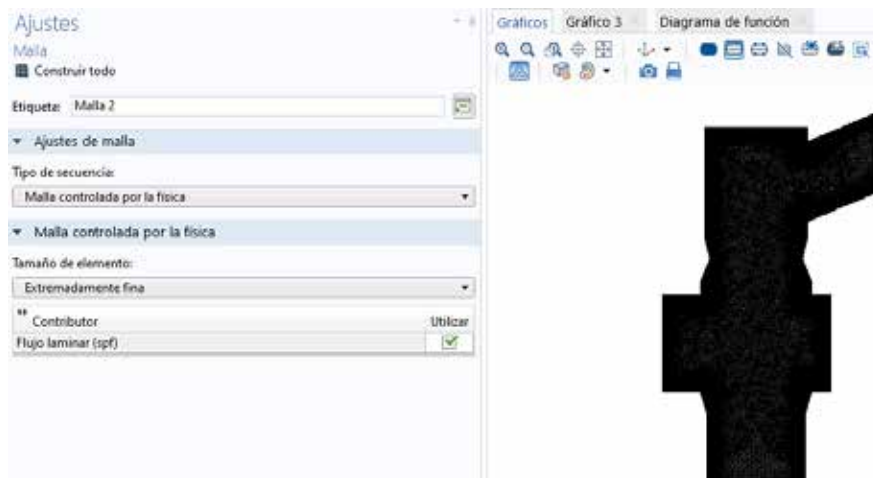 Ajustes
Malla
Construir todo
Etiqueta: Malla 2
Ajustes de malla
Tipo de secuencia:
Malla controlada por la física
Malla controlada por la física
Tamaño de elemento:
Extremadamente fina
Contributor Utilizar
Flujo laminar (spf)
Gráficos Gráfico 3 Diagrama de función